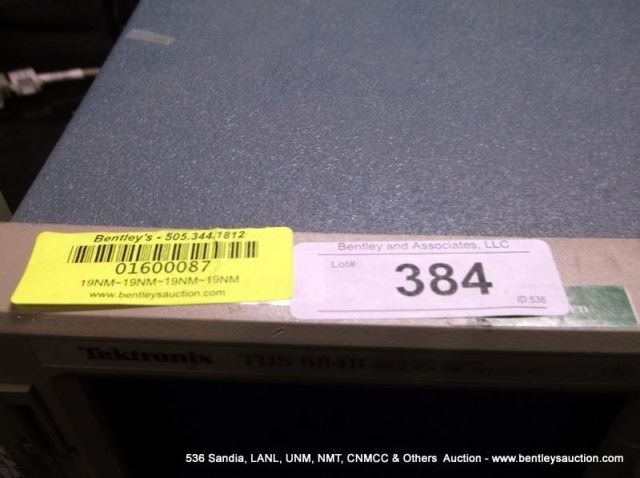 Bentley's - 505.344.1812
01600087
19NM~19NM~19NM~19NM
www.bentleysauction.com
Bentley and Associates, LLC
Lot#:
384
ID:536
Tektronix TDS 684B
536 Sandia, LANL, UNM, NMT, CNMCC & Others Auction - www.bentleysauction.com